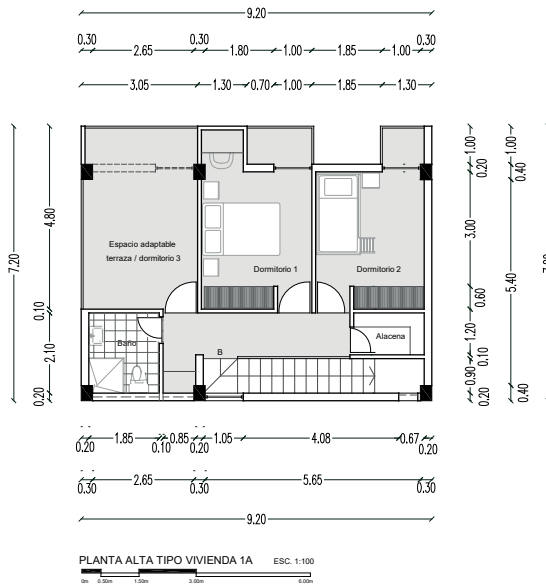 9.20
0.30 2.65 0.30 1.80 1.00 1.85 1.00 0.30
3.05 1.30 0.70 1.00 1.85 1.30
7.20
4.80
0.10
2.10
0.20
Espacio adaptable
terraza / dormitorio 3
Dormitorio 1
Dormitorio 2
Baño
B
Alacena
1.00
0.20
3.00
0.60
1.20
0.10
0.90
0.20
0.40
5.40
0.40
0.20 1.85 0.10 0.85 0.20 1.05 4.08 0.67 0.20
0.30 2.65 0.30 5.65 0.30
9.20
PLANTA ALTA TIPO VIVIENDA 1A ESC. 1:100
0m 0.50m 1.50m 3.00m 6.00m